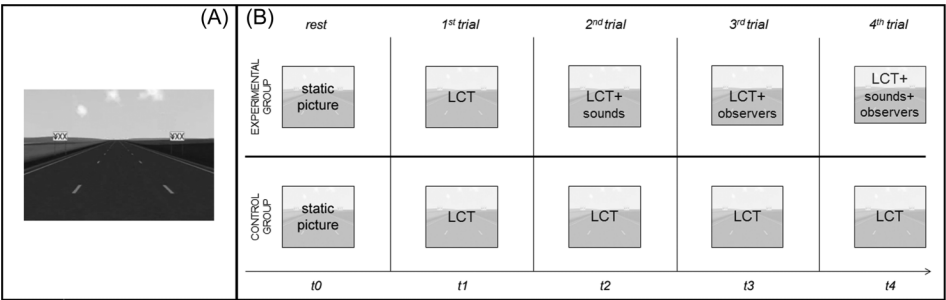 (A)
(B)
rest
1st trial
2nd trial
3rd trial
4th trial
EXPERIMENTAL
GROUP
static
picture
LCT
LCT+
sounds
LCT+
observers
LCT+
sounds+
observers
CONTROL
GROUP
static
picture
LCT
LCT
LCT
LCT
t0
t1
t2
t3
t4